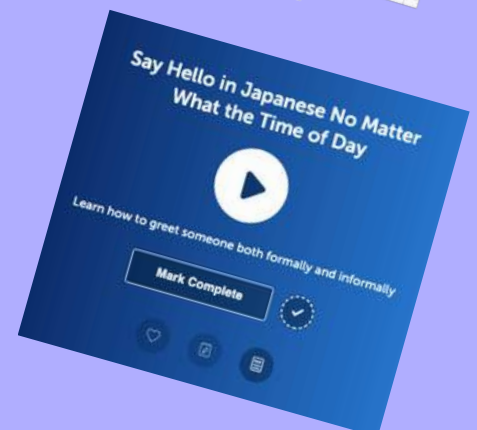 Say Hello in Japanese No Matter
What the Time of Day
Learn how to greet someone both formally and informally
Mark Complete